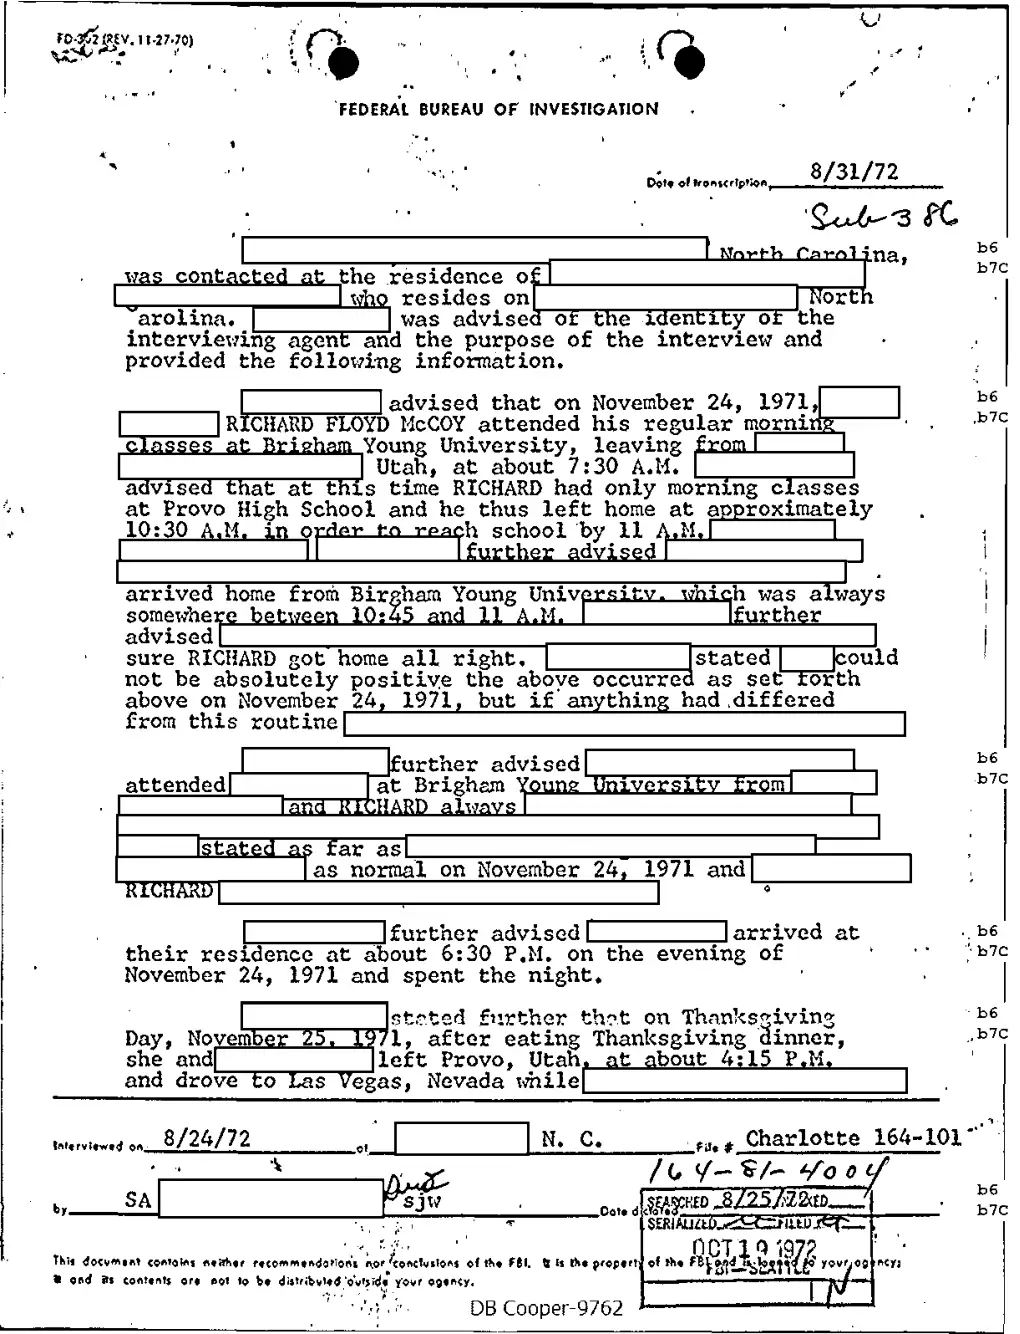 FD-302 (REV. 11-27-70)
FEDERAL BUREAU OF INVESTIGATION
Date of transcription 8/31/72
Sub 3 86
North Carolina, b6
was contacted at the residence of b7C
who resides on North
arolina. was advised of the identity of the
interviewing agent and the purpose of the interview and
provided the following information.
advised that on November 24, 1971, b6
RICHARD FLOYD McCOY attended his regular morning b7C
classes at Brigham Young University, leaving from
Utah, at about 7:30 A.M.
advised that at this time RICHARD had only morning classes
at Provo High School and he thus left home at approximately
10:30 A.M. in order to reach school by 11 A.M.
further advised
arrived home from Birgham Young University, which was always
somewhere between 10:45 and 11 A.M. further
advised
sure RICHARD got home all right. stated could
not be absolutely positive the above occurred as set forth
above on November 24, 1971, but if anything had differed
from this routine
further advised b6
attended at Brigham Young University from b7C
and RICHARD always
stated as far as
as normal on November 24, 1971 and
RICHARD
further advised arrived at b6
their residence at about 6:30 P.M. on the evening of b7C
November 24, 1971 and spent the night.
stated further that on Thanksgiving b6
Day, November 25, 1971, after eating Thanksgiving dinner, b7C
she and left Provo, Utah, at about 4:15 P.M.
and drove to Las Vegas, Nevada while
Interviewed on 8/24/72 at N. C. File # Charlotte 164-101
164-81-4004
by SA sjw Date dictated 8/25/72 b6
b7C
SEARCHED INDEXED
SERIALIZED FILED
OCT 19 1972
FBI-SEATTLE
This document contains neither recommendations nor conclusions of the FBI. It is the property of the FBI and is loaned to your agency;
it and its contents are not to be distributed outside your agency.
DB Cooper-9762